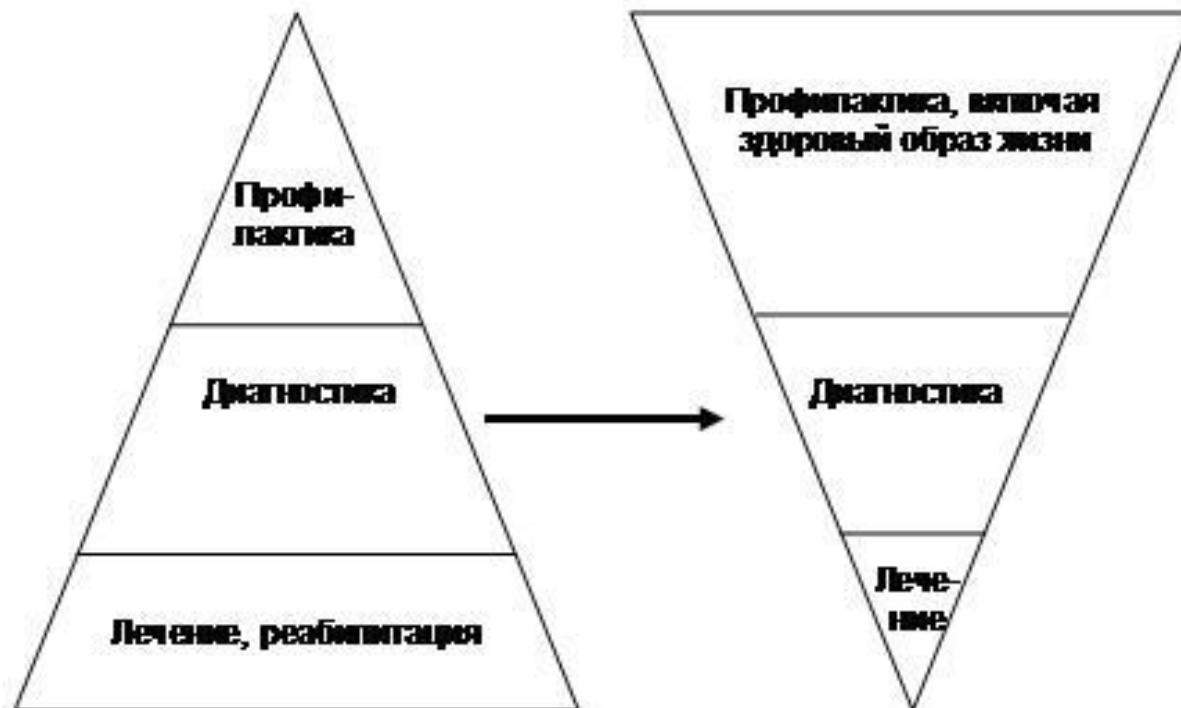 Профи-
лактика
Диагностика
Лечение, реабилитация
Профилактика, включая
здоровый образ жизни
Диагностика
Лече-
ние